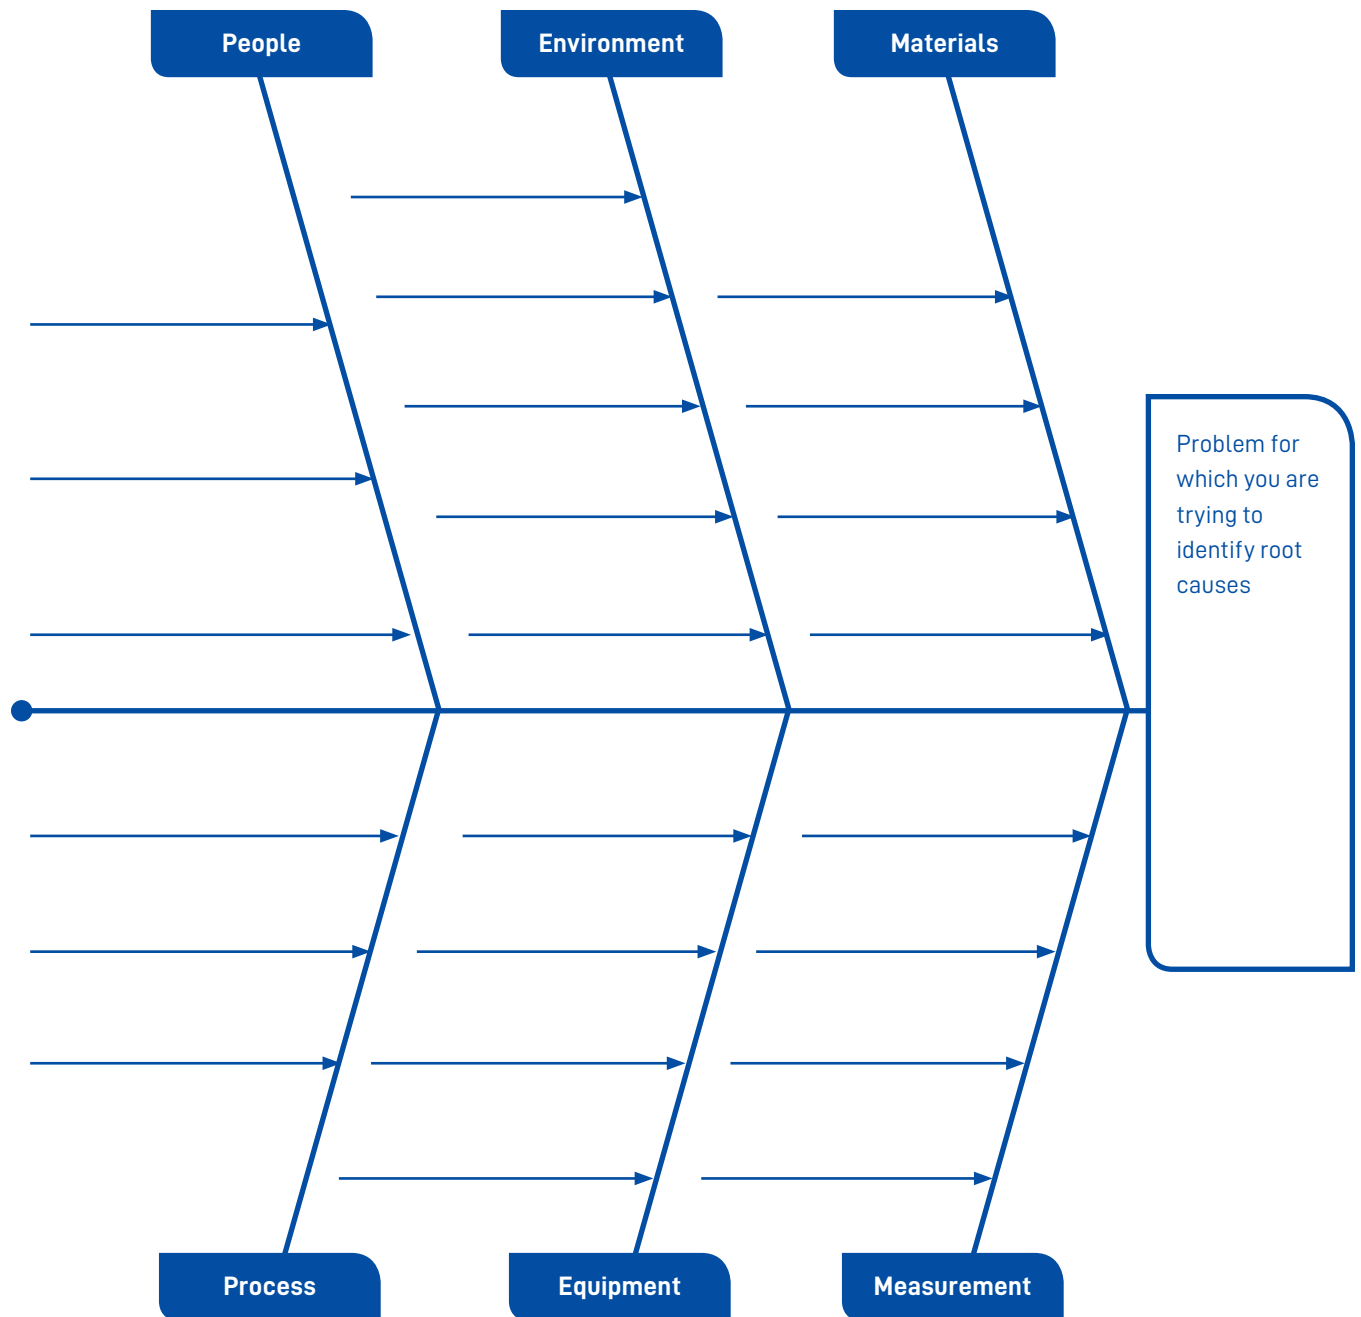 People
Environment
Materials
Problem for
which you are
trying to
identify root
causes
Process
Equipment
Measurement